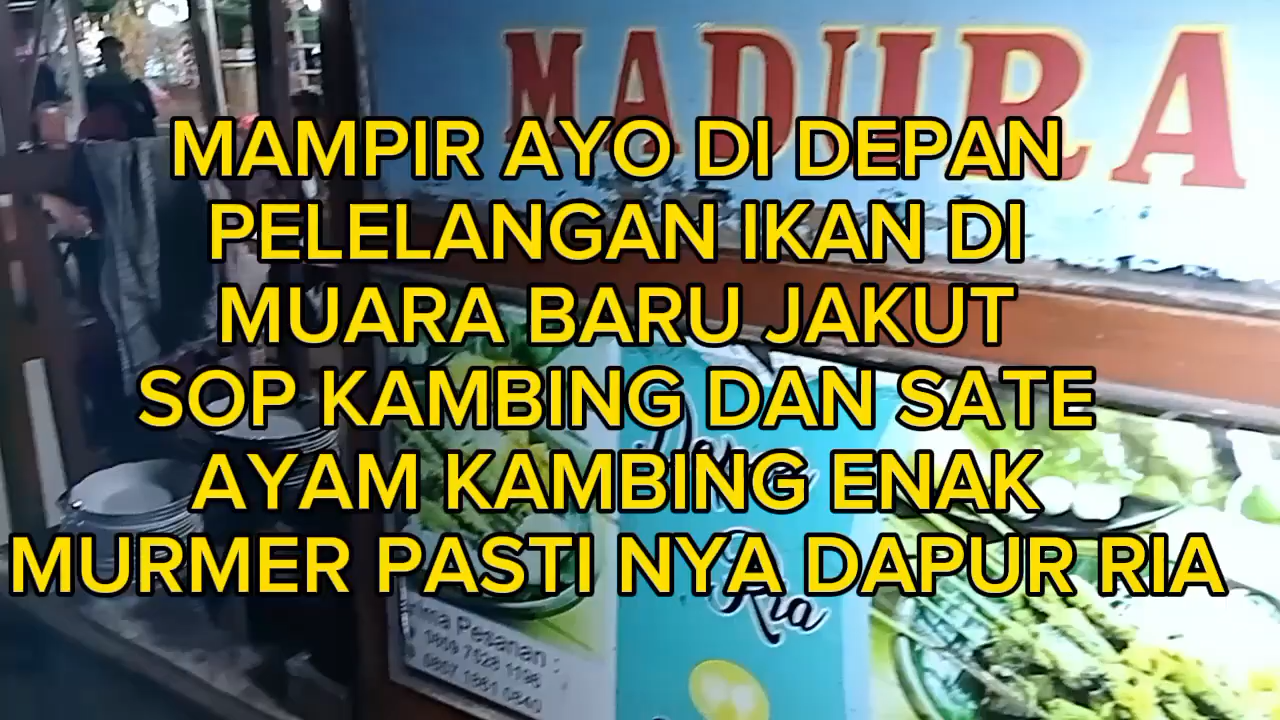 MADURA
MAMPIR AYO DI DEPAN
PELELANGAN IKAN DI
MUARA BARU JAKUT
SOP KAMBING DAN SATE
AYAM KAMBING ENAK
MURMER PASTI NYA DAPUR RIA
Ria
Pesanan :